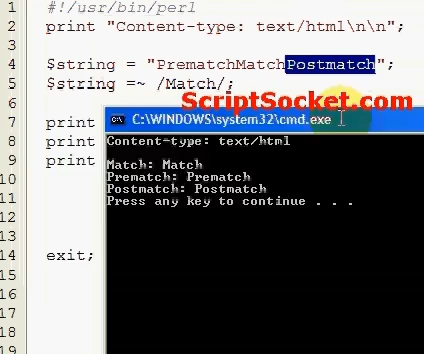 1 #!/usr/bin/perl
2 print "Content-type: text/html\n\n";
3
4 $string = "PrematchMatchPostmatch";
5 $string =~ /Match/;
6
ScriptSocket.com
7 print
8 print
9 print
10
11
12
13
14 exit;
15
16
17
18
19
C:\WINDOWS\system32\cmd.exe
Content-type: text/html
Match: Match
Prematch: Prematch
Postmatch: Postmatch
Press any key to continue . . .